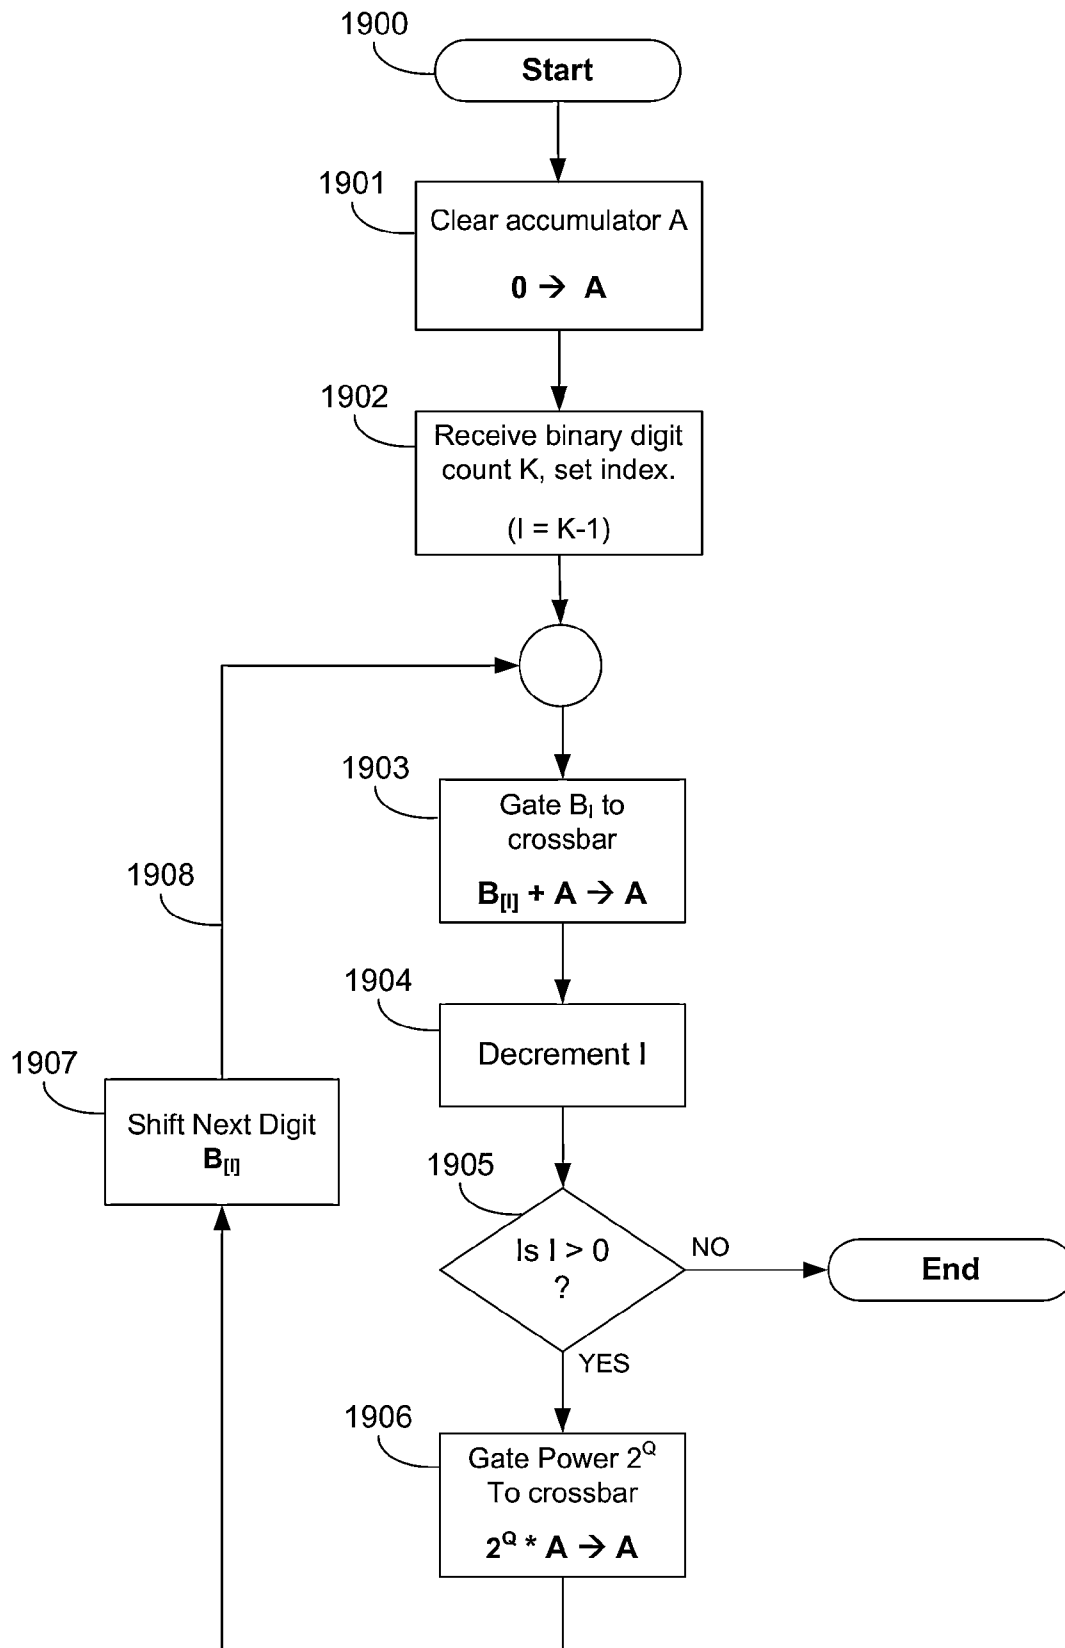 1900
Start
1901
Clear accumulator A
0 → A
1902
Receive binary digit
count K, set index.
(I = K-1)
1903
Gate B_I to
crossbar
B_[I] + A → A
1908
1904
Decrement I
1907
Shift Next Digit
B_[I]
1905
Is I > 0
?
NO
End
YES
1906
Gate Power 2^Q
To crossbar
2^Q * A → A